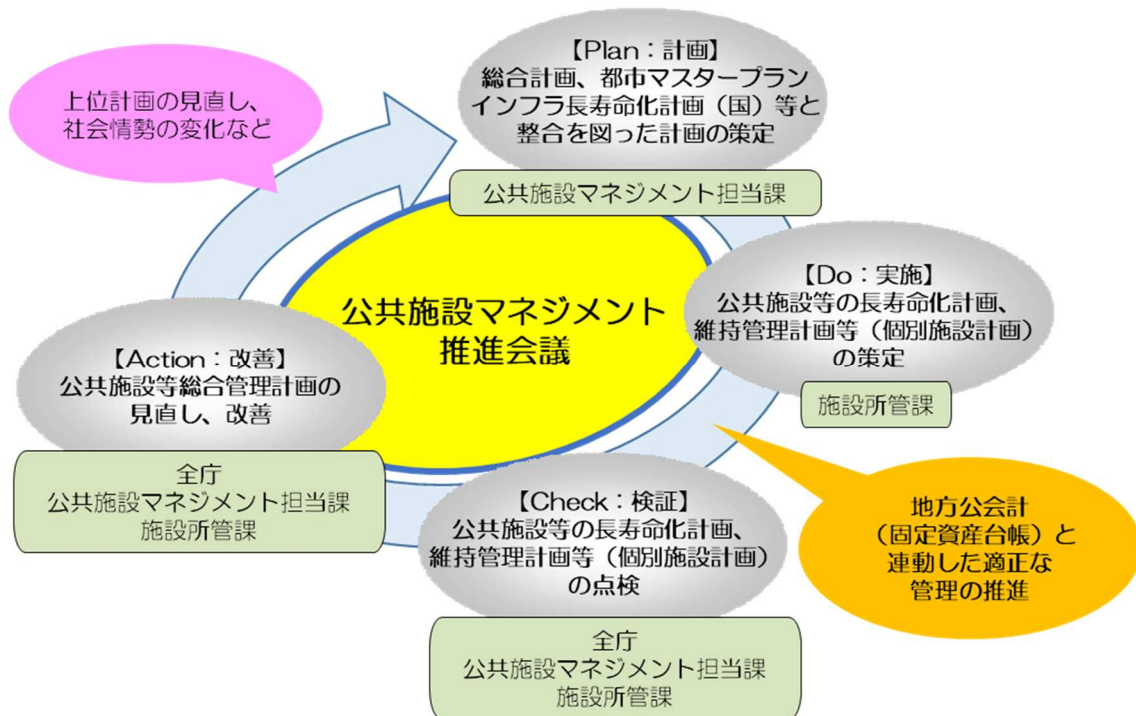 【Plan：計画】
総合計画、都市マスタープラン
インフラ長寿命化計画（国）等と
整合を図った計画の策定
公共施設マネジメント担当課
上位計画の見直し、
社会情勢の変化など
【Do：実施】
公共施設等の長寿命化計画、
維持管理計画等（個別施設計画）
の策定
施設所管課
公共施設マネジメント
推進会議
【Action：改善】
公共施設等総合管理計画の
見直し、改善
全庁
公共施設マネジメント担当課
施設所管課
【Check：検証】
公共施設等の長寿命化計画、
維持管理計画等（個別施設計画）
の点検
全庁
公共施設マネジメント担当課
施設所管課
地方公会計
（固定資産台帳）と
連動した適正な
管理の推進